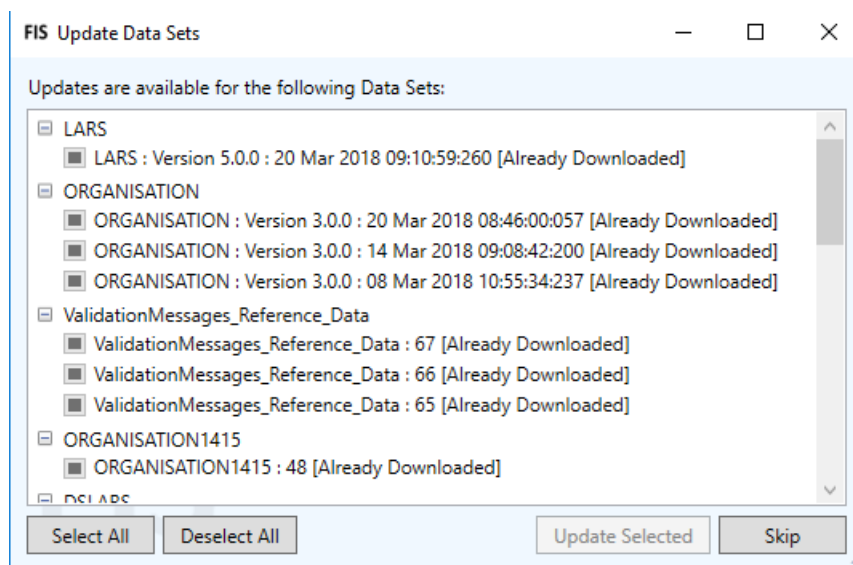 FIS Update Data Sets
Updates are available for the following Data Sets:
LARS
LARS : Version 5.0.0 : 20 Mar 2018 09:10:59:260 [Already Downloaded]
ORGANISATION
ORGANISATION : Version 3.0.0 : 20 Mar 2018 08:46:00:057 [Already Downloaded]
ORGANISATION : Version 3.0.0 : 14 Mar 2018 09:08:42:200 [Already Downloaded]
ORGANISATION : Version 3.0.0 : 08 Mar 2018 10:55:34:237 [Already Downloaded]
ValidationMessages_Reference_Data
ValidationMessages_Reference_Data : 67 [Already Downloaded]
ValidationMessages_Reference_Data : 66 [Already Downloaded]
ValidationMessages_Reference_Data : 65 [Already Downloaded]
ORGANISATION1415
ORGANISATION1415 : 48 [Already Downloaded]
DSLARS
Select All Deselect All Update Selected Skip